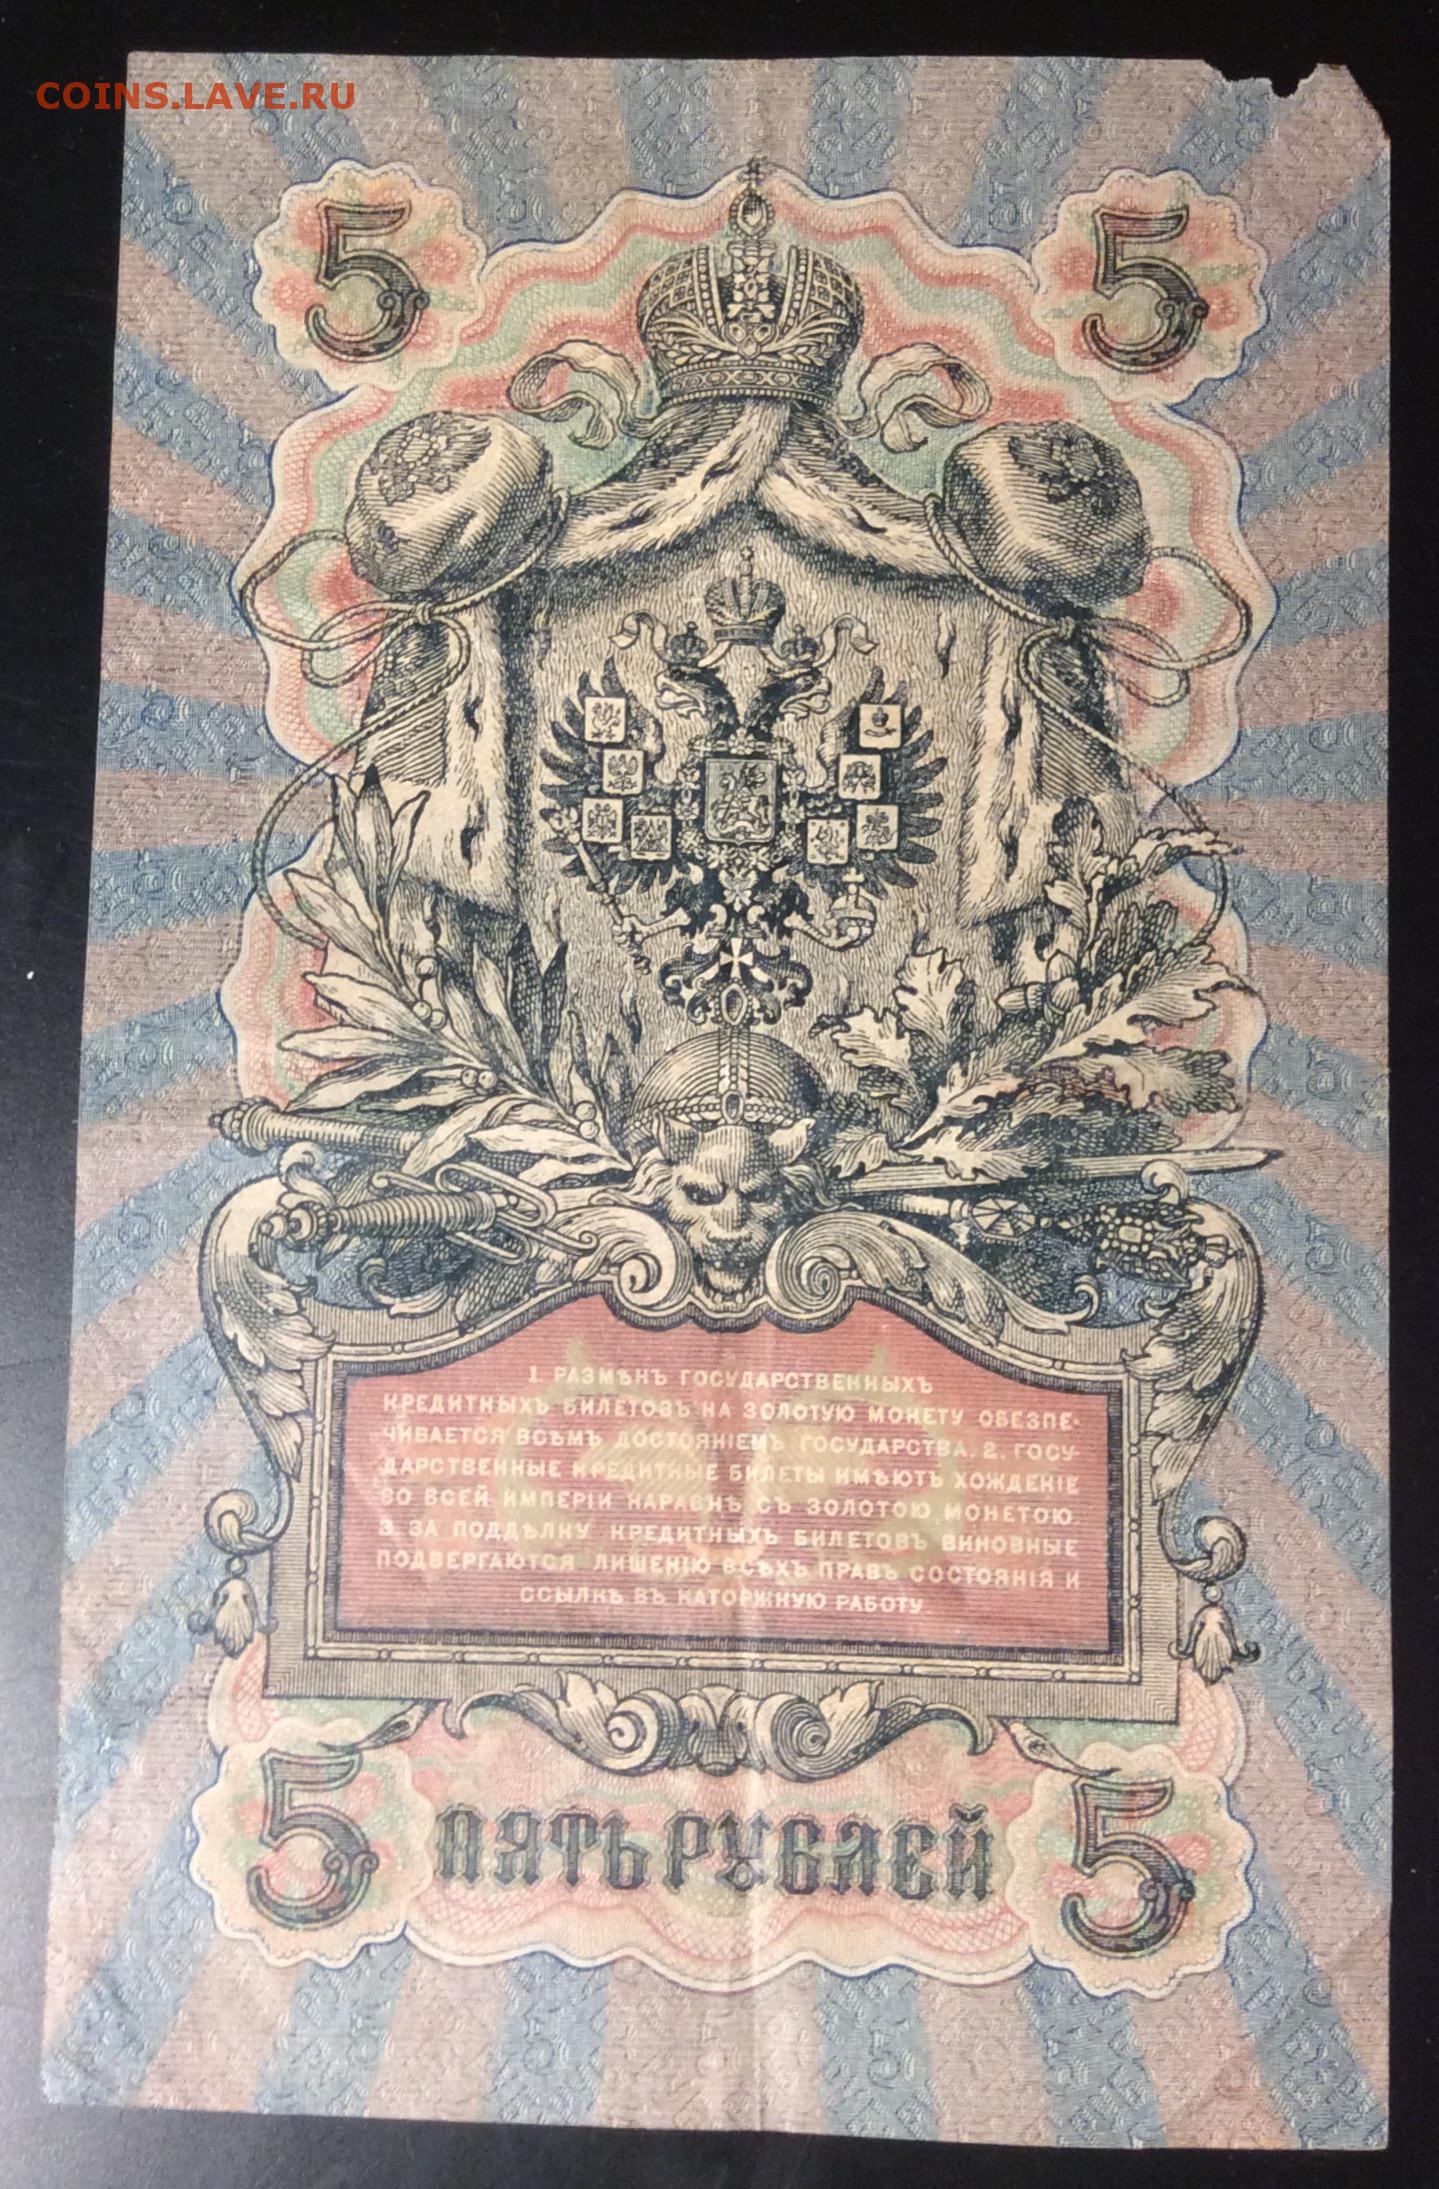 COINS.LAVE.RU
5 5
1. РАЗМѢНЪ ГОСУДАРСТВЕННЫХЪ
КРЕДИТНЫХЪ БИЛЕТОВЪ НА ЗОЛОТУЮ МОНЕТУ ОБЕЗПЕ-
ЧИВАЕТСЯ ВСѢМЪ ДОСТОЯНІЕМЪ ГОСУДАРСТВА. 2. ГОСУ-
ДАРСТВЕННЫЕ КРЕДИТНЫЕ БИЛЕТЫ ИМѢЮТЪ ХОЖДЕНІЕ
ВО ВСЕЙ ИМПЕРІИ НАРАВНѢ СЪ ЗОЛОТОЮ МОНЕТОЮ.
3. ЗА ПОДДѢЛКУ КРЕДИТНЫХЪ БИЛЕТОВЪ ВИНОВНЫЕ
ПОДВЕРГАЮТСЯ ЛИШЕНІЮ ВСѢХЪ ПРАВЪ СОСТОЯНІЯ И
ССЫЛКѢ ВЪ КАТОРЖНУЮ РАБОТУ.
5 ПЯТЬ РУБЛЕЙ 5